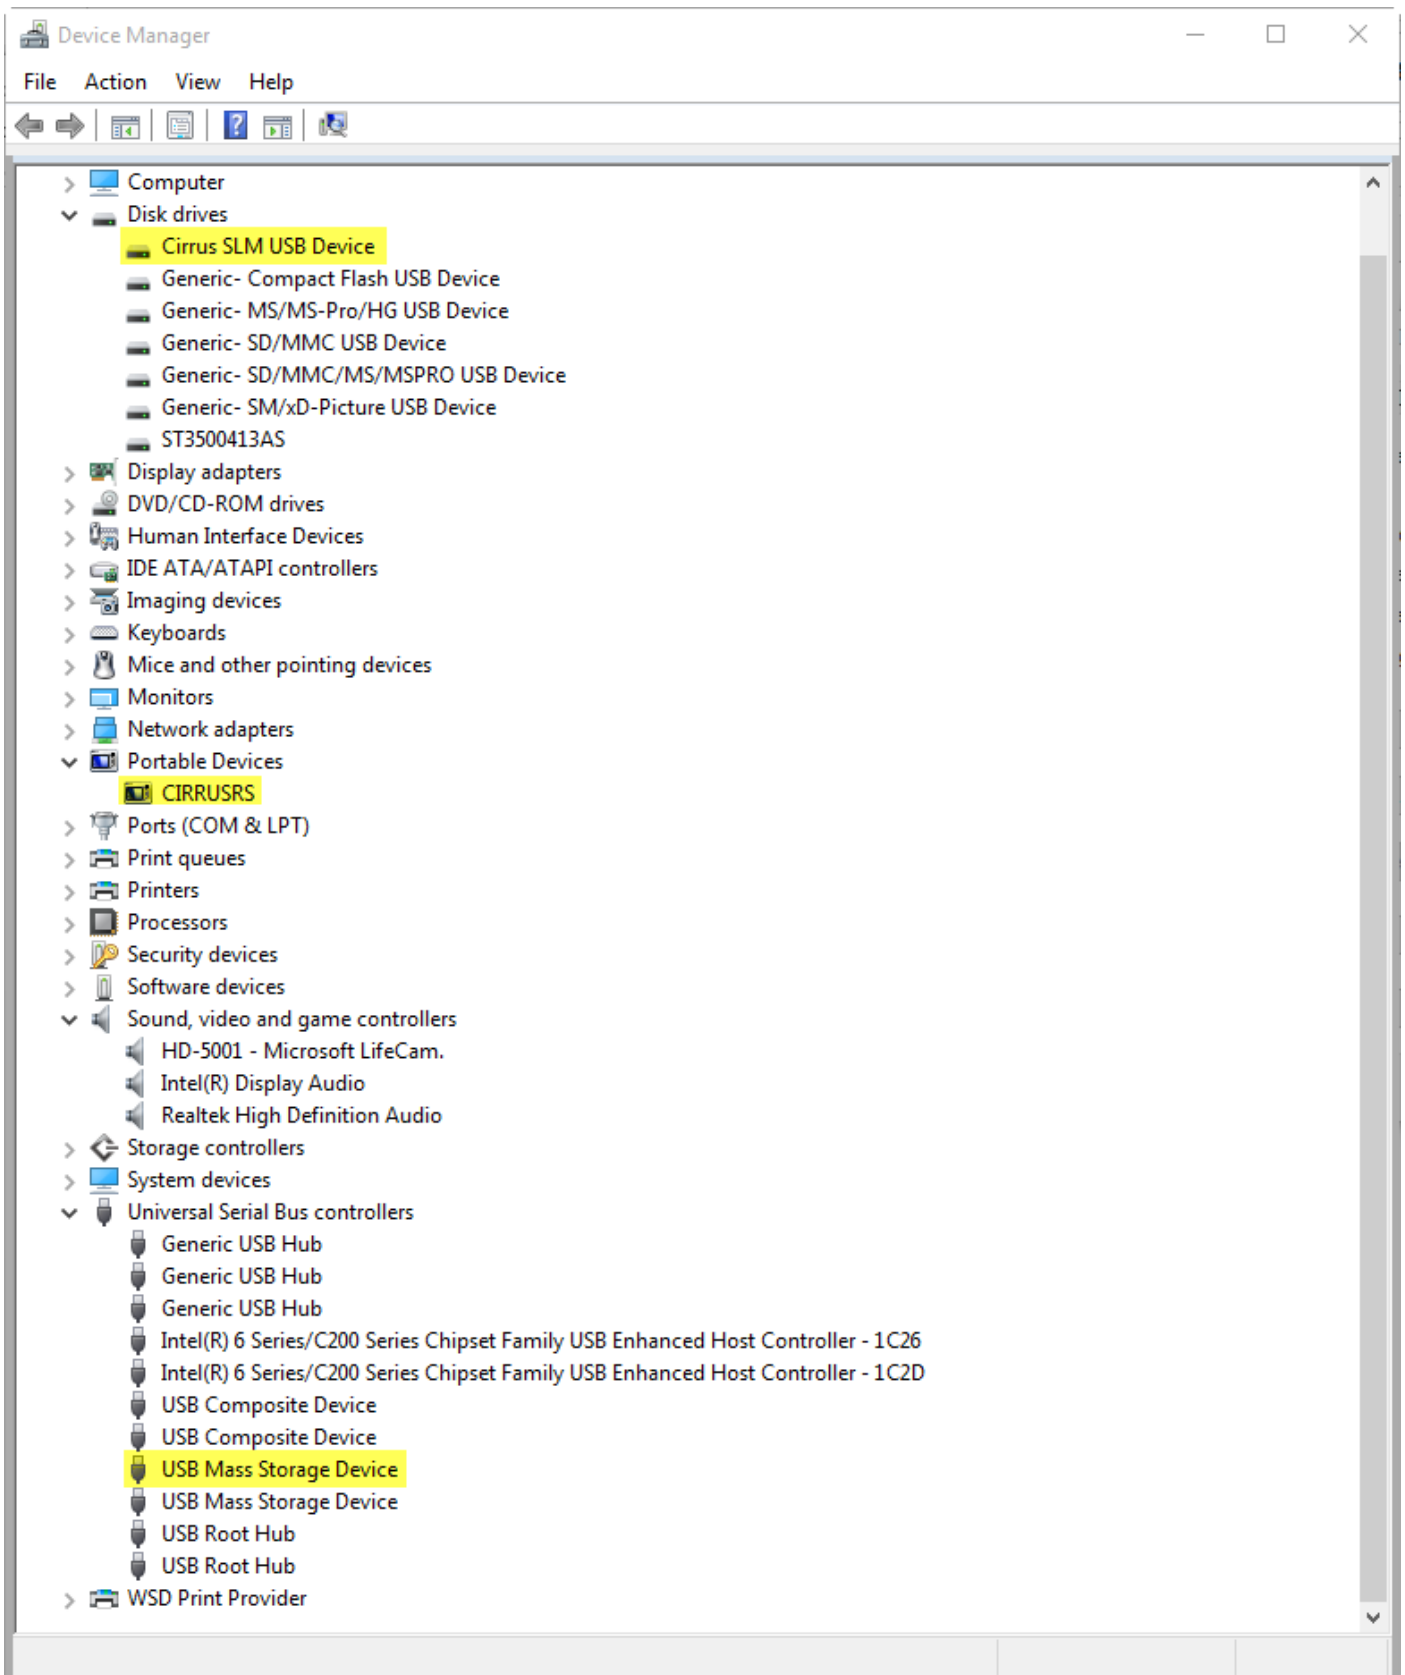 Device Manager
File Action View Help
Computer
Disk drives
Cirrus SLM USB Device
Generic- Compact Flash USB Device
Generic- MS/MS-Pro/HG USB Device
Generic- SD/MMC USB Device
Generic- SD/MMC/MS/MSPRO USB Device
Generic- SM/xD-Picture USB Device
ST3500413AS
Display adapters
DVD/CD-ROM drives
Human Interface Devices
IDE ATA/ATAPI controllers
Imaging devices
Keyboards
Mice and other pointing devices
Monitors
Network adapters
Portable Devices
CIRRUSRS
Ports (COM & LPT)
Print queues
Printers
Processors
Security devices
Software devices
Sound, video and game controllers
HD-5001 - Microsoft LifeCam.
Intel(R) Display Audio
Realtek High Definition Audio
Storage controllers
System devices
Universal Serial Bus controllers
Generic USB Hub
Generic USB Hub
Generic USB Hub
Intel(R) 6 Series/C200 Series Chipset Family USB Enhanced Host Controller - 1C26
Intel(R) 6 Series/C200 Series Chipset Family USB Enhanced Host Controller - 1C2D
USB Composite Device
USB Composite Device
USB Mass Storage Device
USB Mass Storage Device
USB Root Hub
USB Root Hub
WSD Print Provider